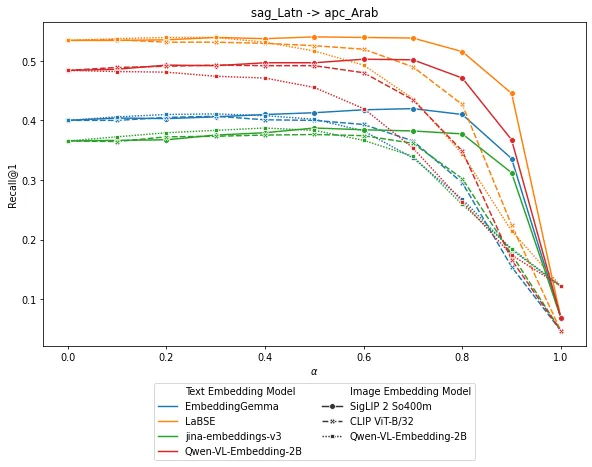 sag_Latn -> apc_Arab
Recall@1
0.5
0.4
0.3
0.2
0.1
0.0 0.2 0.4 0.6 0.8 1.0
α
Text Embedding Model
EmbeddingGemma
LaBSE
jina-embeddings-v3
Qwen-VL-Embedding-2B
Image Embedding Model
SigLIP 2 So400m
CLIP ViT-B/32
Qwen-VL-Embedding-2B